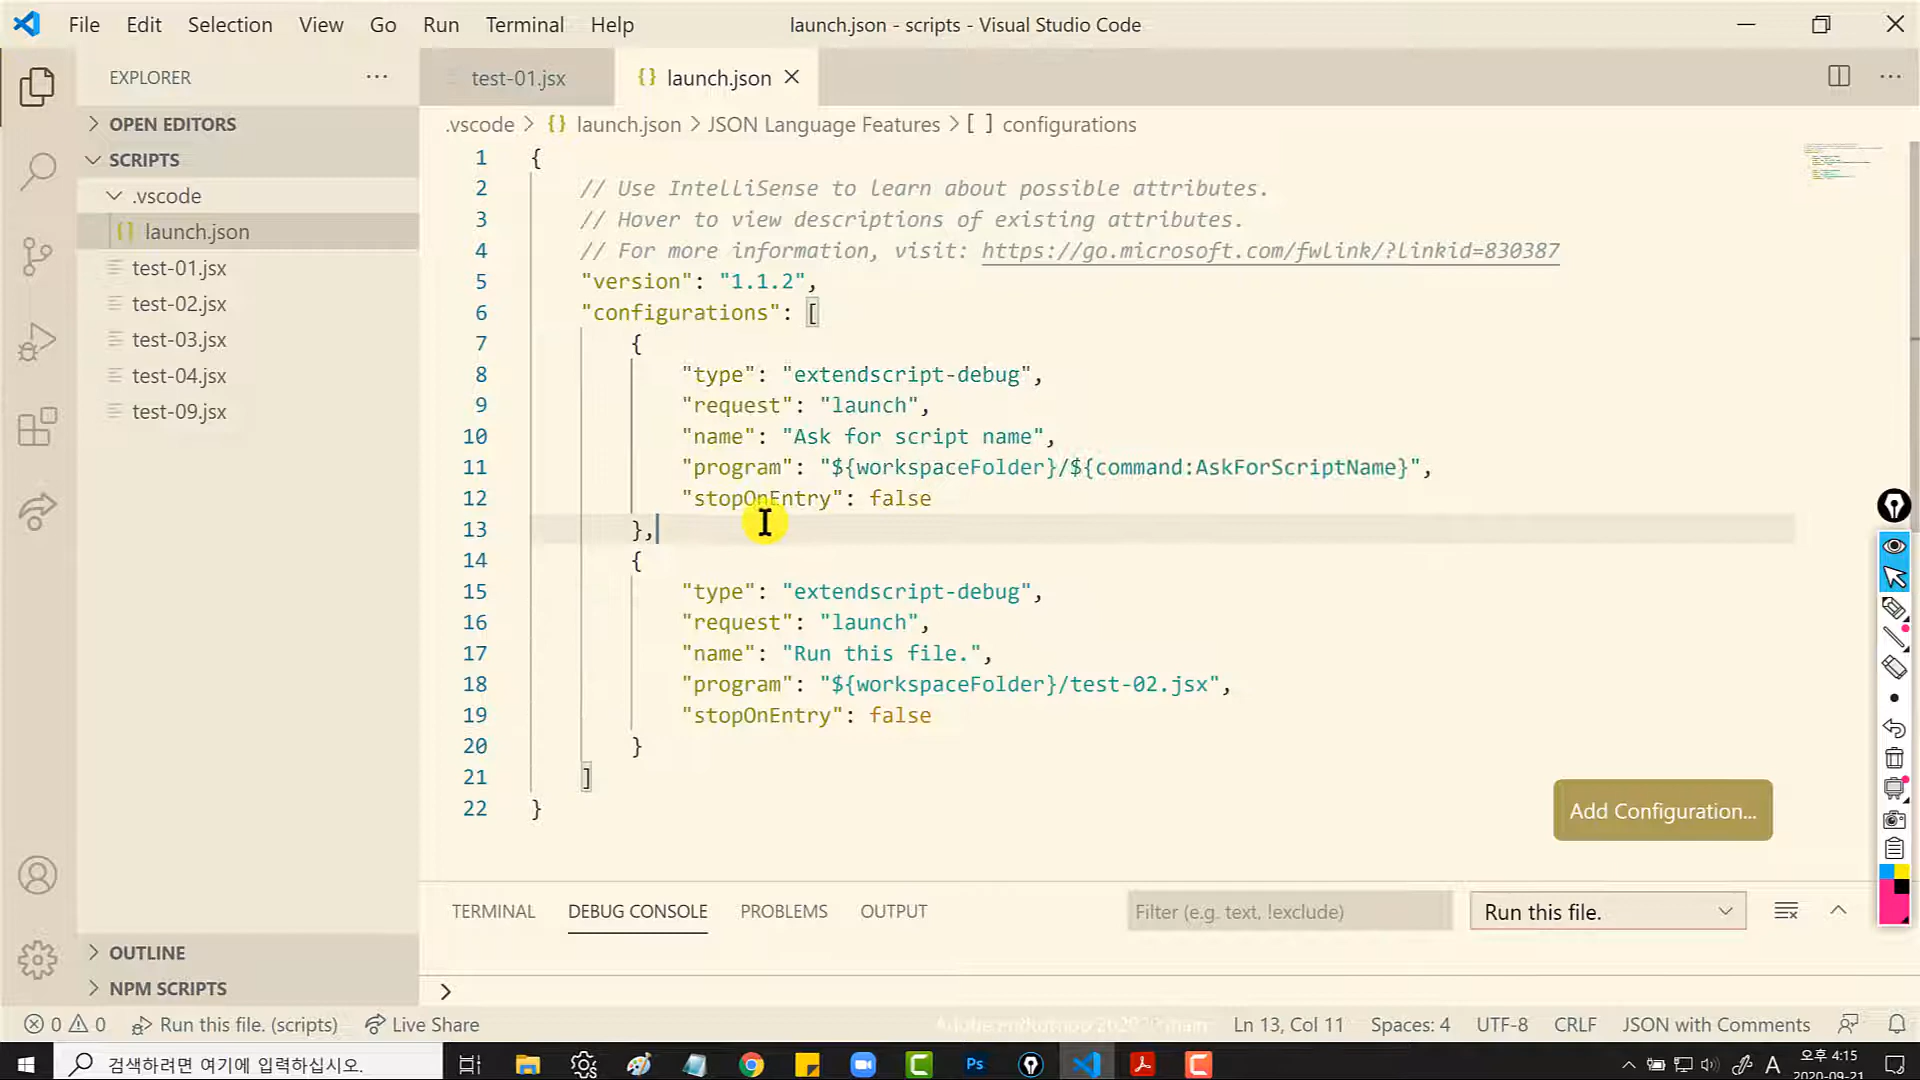 File Edit View Go Run Terminal Help
launch.json - scripts - Visual Studio Code
EXPLORER
test-01.jsx
{} launch.json
OPEN EDITORS
SCRIPTS
.vscode
{} launch.json
test-01.jsx
test-02.jsx
test-03.jsx
test-04.jsx
test-09.jsx
OUTLINE
NPM SCRIPTS
.vscode > {} launch.json > JSON Language Features > [ ] configurations
1 {
2 // Use IntelliSense to learn about possible attributes.
3 // Hover to view descriptions of existing attributes.
4 // For more information, visit: https://go.microsoft.com/fwlink/?linkid=830387
5 "version": "1.1.2",
6 "configurations": [
7 {
8 "type": "extendscript-debug",
9 "request": "launch",
10 "name": "Ask for script name",
11 "program": "${workspaceFolder}/${command:AskForScriptName}",
12 "stopOnEntry": false
13 },
14 {
15 "type": "extendscript-debug",
16 "request": "launch",
17 "name": "Run this file.",
18 "program": "${workspaceFolder}/test-02.jsx",
19 "stopOnEntry": false
20 }
21 ]
22 }
Add Configuration...
TERMINAL DEBUG CONSOLE PROBLEMS OUTPUT
Filter (e.g. text, !exclude)
Run this file.
>
0 0 Run this file. (scripts) Live Share
Ln 13, Col 11 Spaces: 4 UTF-8 CRLF JSON with Comments
검색하려면 여기에 입력하십시오.
Ps
A
오후 4:15
2020-09-21